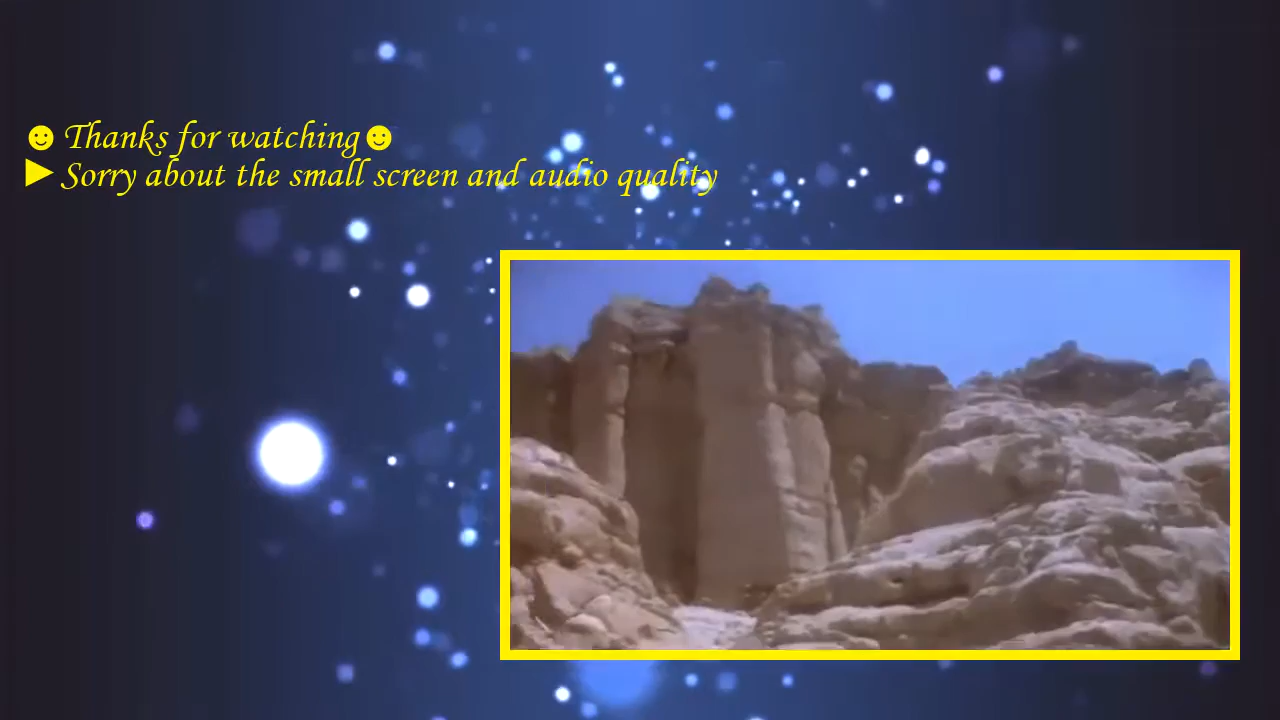 ☻Thanks for watching☻
►Sorry about the small screen and audio quality